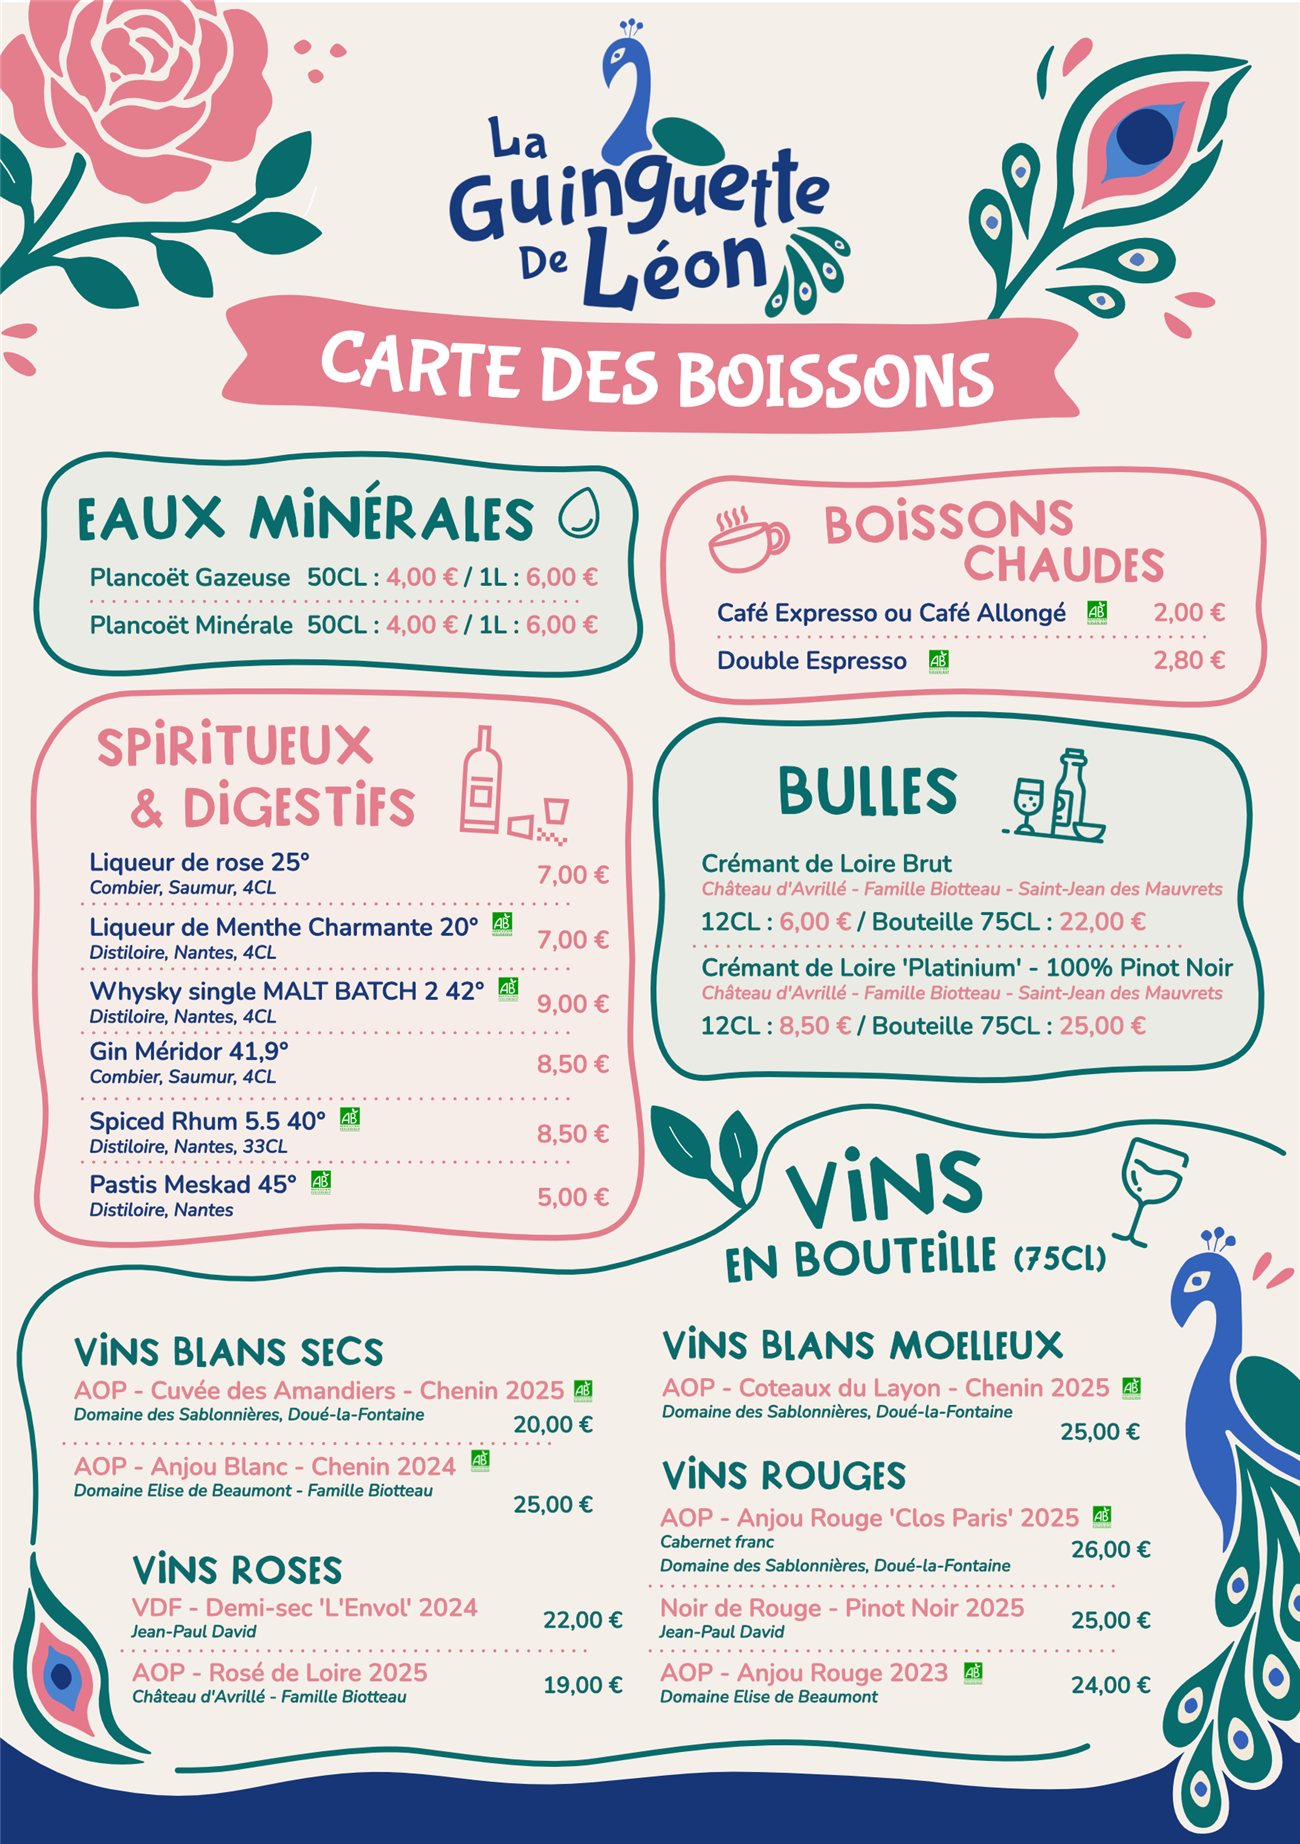 La
Guinguette
De Léon
CARTE DES BOISSONS
EAUX MINÉRALES
Plancoët Gazeuse 50CL : 4,00 € / 1L : 6,00 €
Plancoët Minérale 50CL : 4,00 € / 1L : 6,00 €
BOISSONS
CHAUDES
Café Expresso ou Café Allongé AB 2,00 €
Double Espresso AB 2,80 €
SPIRITUEUX
& DIGESTIFS
Liqueur de rose 25°
Combier, Saumur, 4CL
7,00 €
Liqueur de Menthe Charmante 20° AB
Distiloire, Nantes, 4CL
7,00 €
Whysky single MALT BATCH 2 42° AB
Distiloire, Nantes, 4CL
9,00 €
Gin Méridor 41,9°
Combier, Saumur, 4CL
8,50 €
Spiced Rhum 5.5 40° AB
Distiloire, Nantes, 33CL
8,50 €
Pastis Meskad 45° AB
Distiloire, Nantes
5,00 €
BULLES
Crémant de Loire Brut
Château d'Avrillé - Famille Biotteau - Saint-Jean des Mauvrets
12CL : 6,00 € / Bouteille 75CL : 22,00 €
Crémant de Loire 'Platinium' - 100% Pinot Noir
Château d'Avrillé - Famille Biotteau - Saint-Jean des Mauvrets
12CL : 8,50 € / Bouteille 75CL : 25,00 €
VINS
EN BOUTEILLE (75CL)
VINS BLANS SECS
AOP - Cuvée des Amandiers - Chenin 2025 AB
Domaine des Sablonnières, Doué-la-Fontaine
20,00 €
AOP - Anjou Blanc - Chenin 2024 AB
Domaine Elise de Beaumont - Famille Biotteau
25,00 €
VINS ROSES
VDF - Demi-sec 'L'Envol' 2024
Jean-Paul David
22,00 €
AOP - Rosé de Loire 2025
Château d'Avrillé - Famille Biotteau
19,00 €
VINS BLANS MOELLEUX
AOP - Coteaux du Layon - Chenin 2025 AB
Domaine des Sablonnières, Doué-la-Fontaine
25,00 €
VINS ROUGES
AOP - Anjou Rouge 'Clos Paris' 2025 AB
Cabernet franc
26,00 €
Domaine des Sablonnières, Doué-la-Fontaine
Noir de Rouge - Pinot Noir 2025
Jean-Paul David
25,00 €
AOP - Anjou Rouge 2023 AB
Domaine Elise de Beaumont
24,00 €